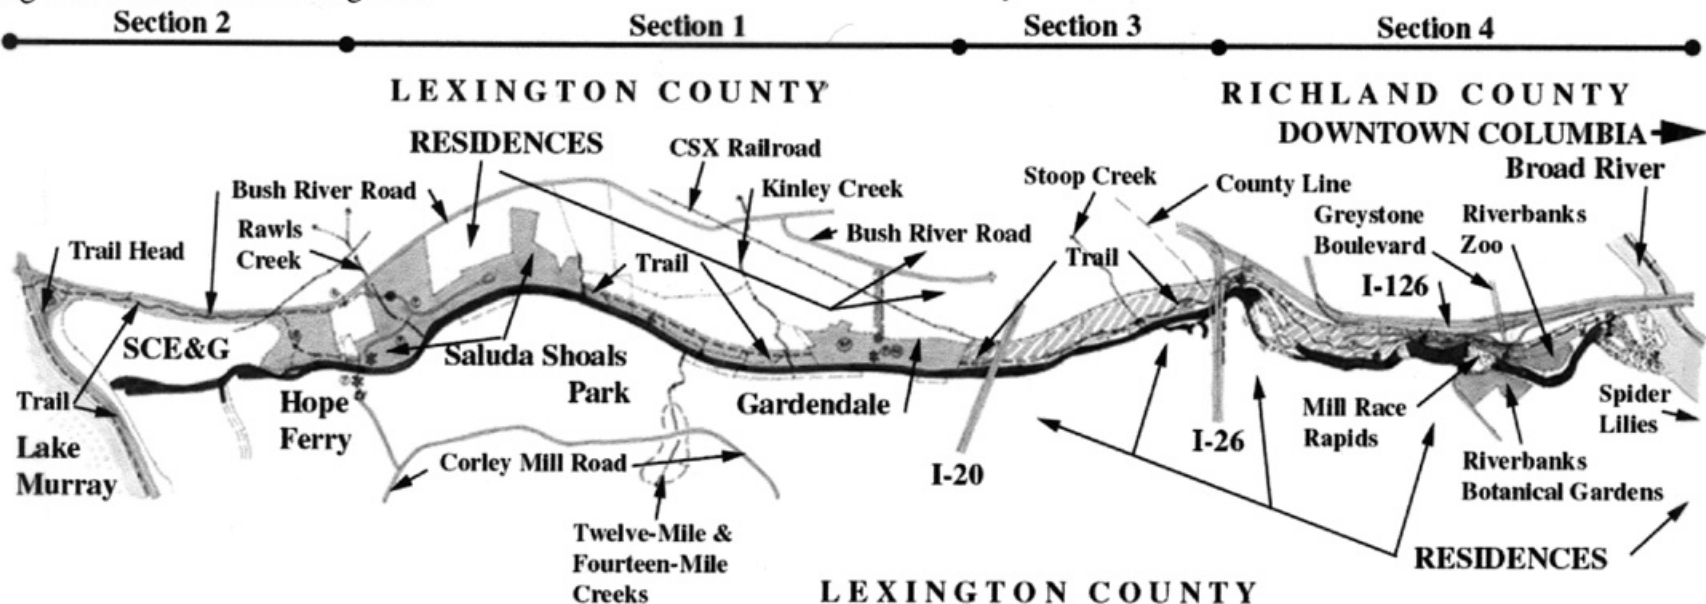 Section 2
Section 1
Section 3
Section 4
LEXINGTON COUNTY
RICHLAND COUNTY
DOWNTOWN COLUMBIA
RESIDENCES
CSX Railroad
Broad River
Bush River Road
Kinley Creek
Stoop Creek
County Line
Greystone
Boulevard
Riverbanks
Zoo
Rawls
Creek
Trail Head
Bush River Road
Trail
Trail
I-126
SCE&G
Saluda Shoals
Park
Trail
Hope
Ferry
Gardendale
Mill Race
Rapids
Spider
Lilies
Lake
Murray
Corley Mill Road
I-20
I-26
Riverbanks
Botanical Gardens
Twelve-Mile &
Fourteen-Mile
Creeks
RESIDENCES
LEXINGTON COUNTY